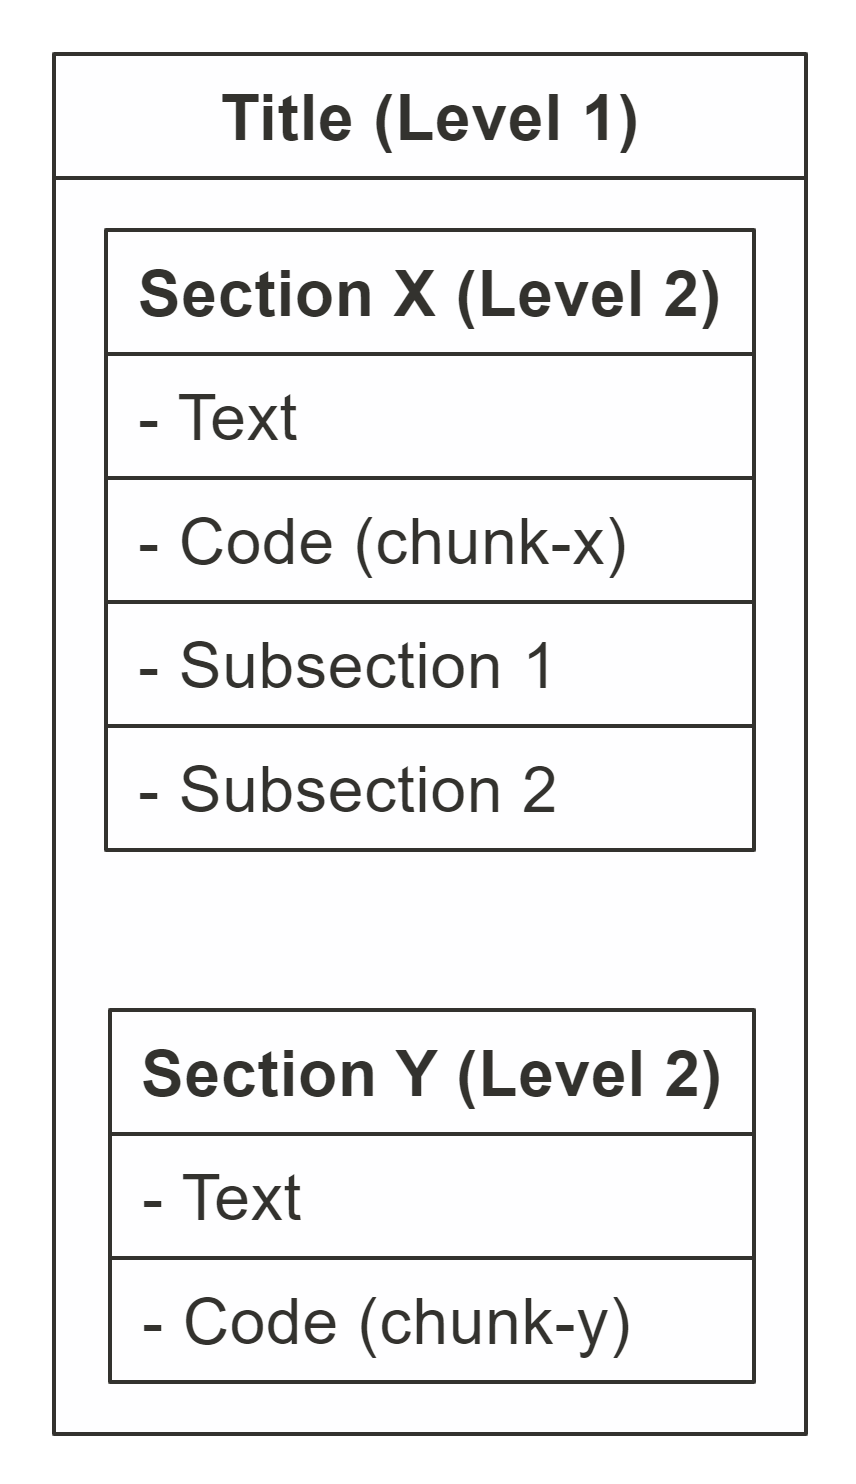 Title (Level 1)
Section X (Level 2)
- Text
- Code (chunk-x)
- Subsection 1
- Subsection 2
Section Y (Level 2)
- Text
- Code (chunk-y)